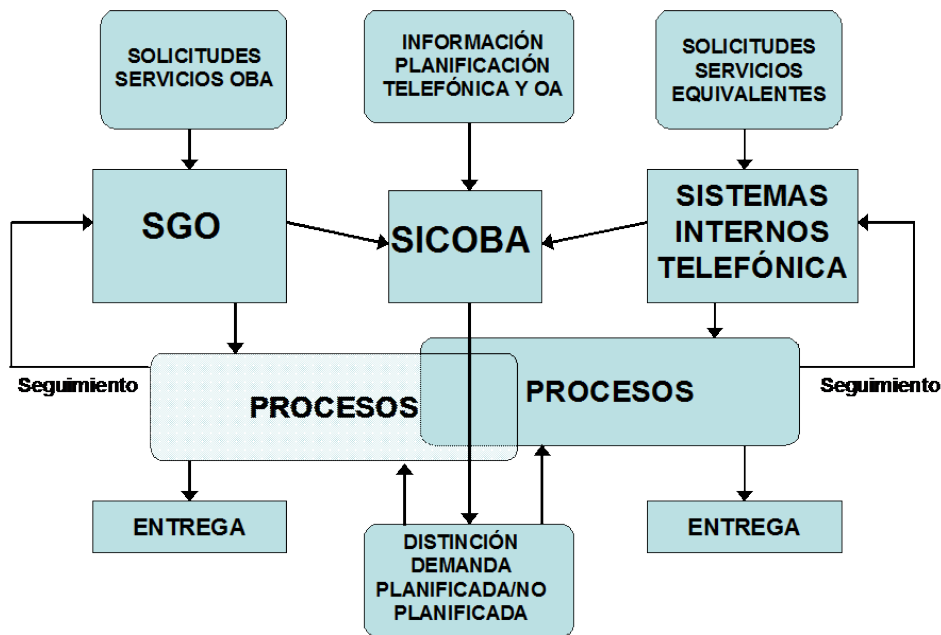 SOLICITUDES
SERVICIOS OBA
INFORMACIÓN
PLANIFICACIÓN
TELEFÓNICA Y OA
SOLICITUDES
SERVICIOS
EQUIVALENTES
SGO
SICOBA
SISTEMAS
INTERNOS
TELEFÓNICA
Seguimiento
PROCESOS
PROCESOS
Seguimiento
ENTREGA
DISTINCIÓN
DEMANDA
PLANIFICADA/NO
PLANIFICADA
ENTREGA